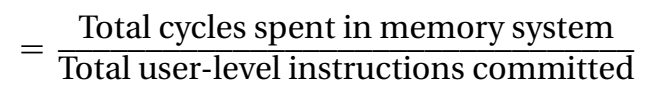 = Total cycles spent in memory system
Total user-level instructions committed